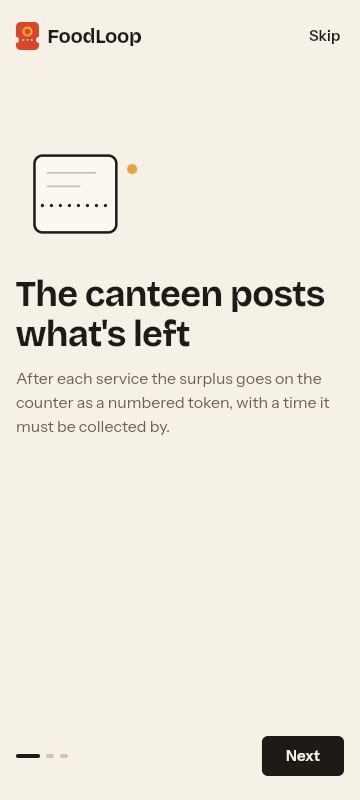 FoodLoop
Skip
The canteen posts
what's left
After each service the surplus goes on the
counter as a numbered token, with a time it
must be collected by.
Next